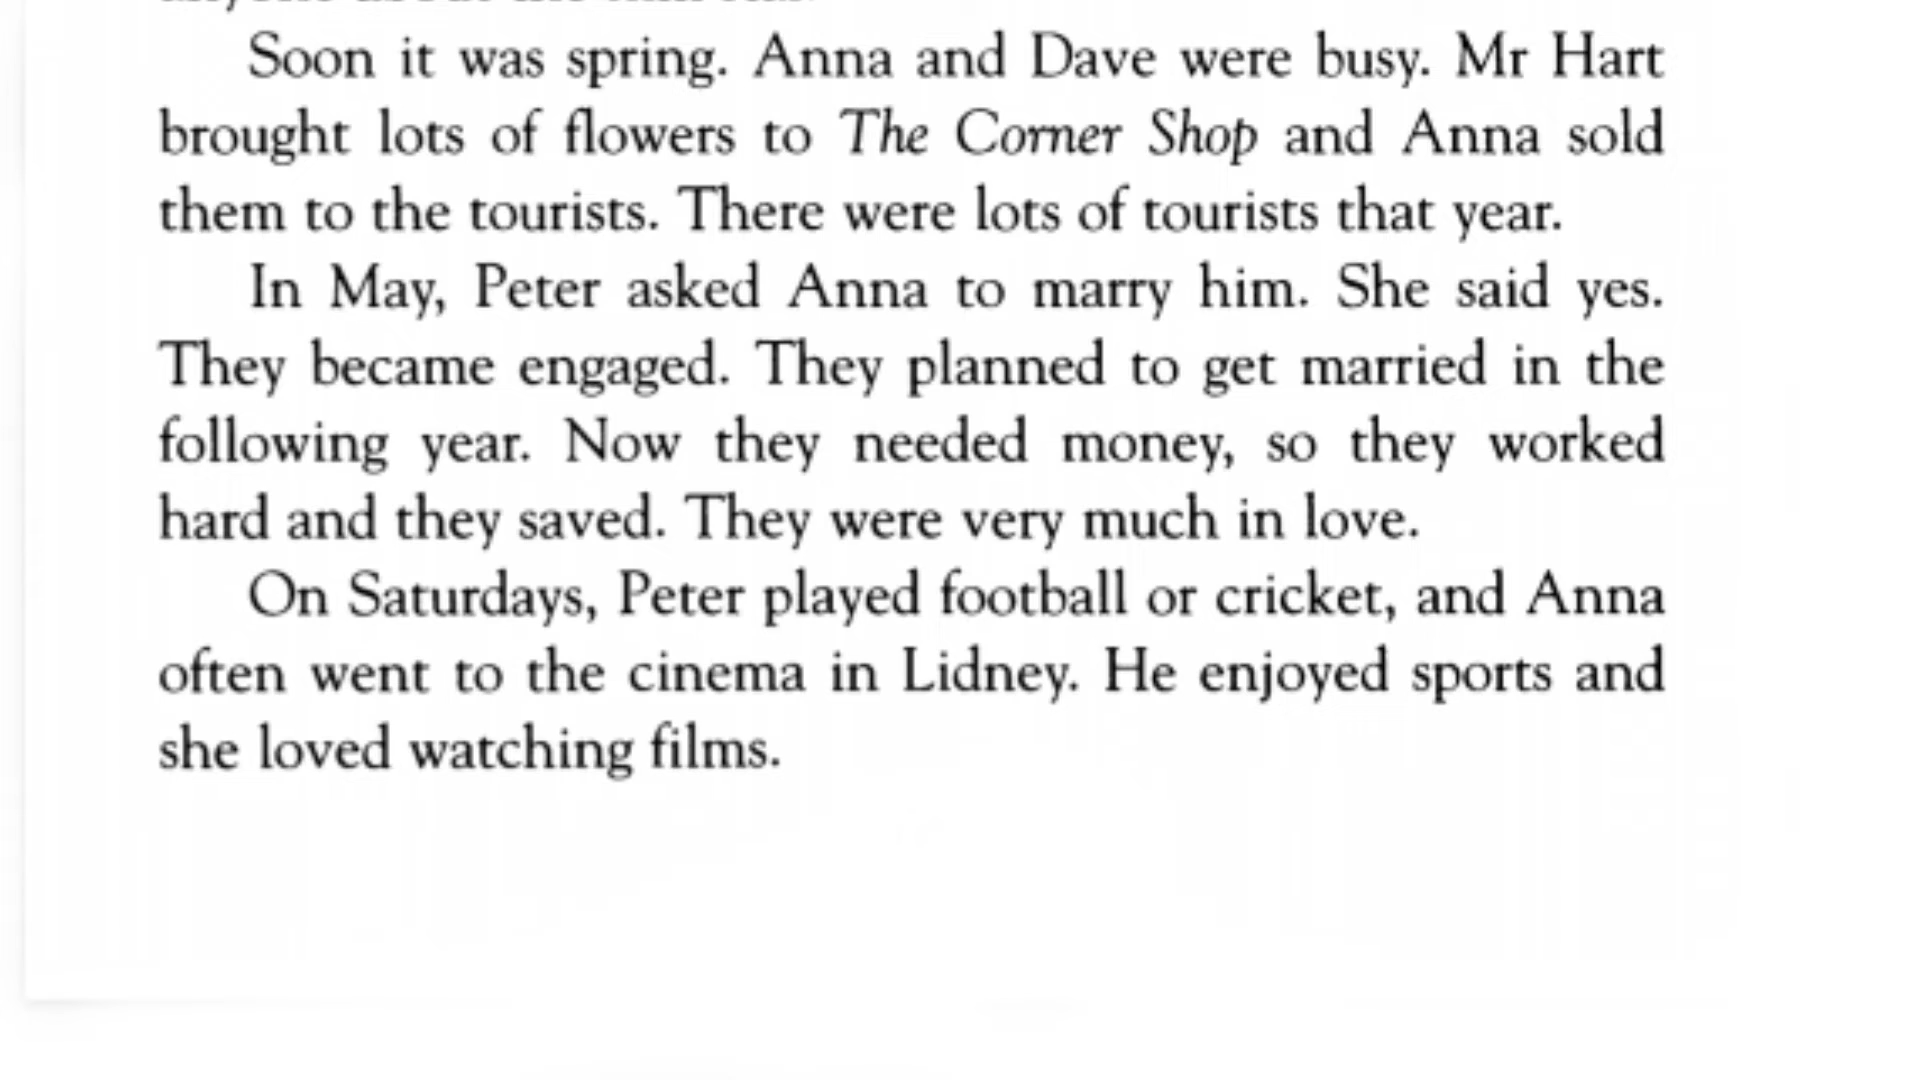 Soon it was spring. Anna and Dave were busy. Mr Hart
brought lots of flowers to The Corner Shop and Anna sold
them to the tourists. There were lots of tourists that year.
In May, Peter asked Anna to marry him. She said yes.
They became engaged. They planned to get married in the
following year. Now they needed money, so they worked
hard and they saved. They were very much in love.
On Saturdays, Peter played football or cricket, and Anna
often went to the cinema in Lidney. He enjoyed sports and
she loved watching films.